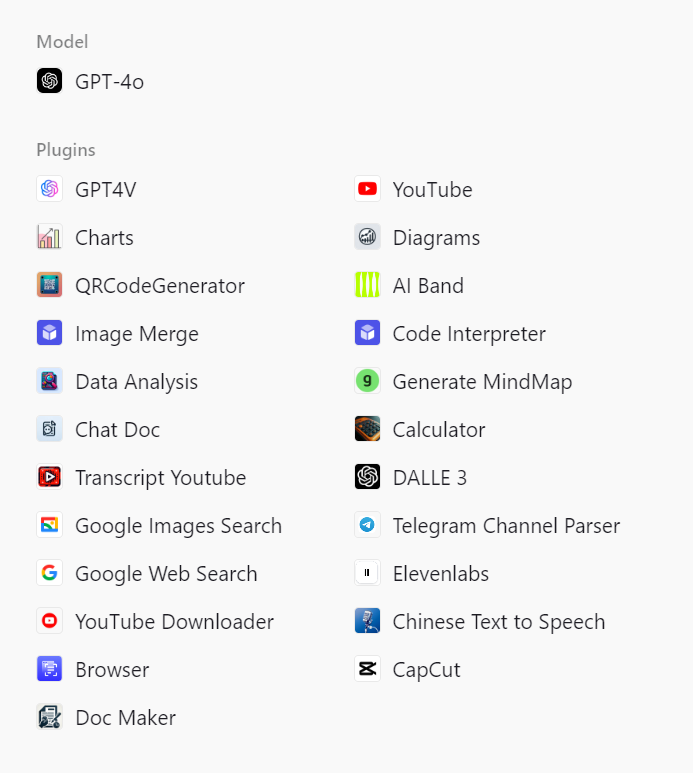 Model
GPT-4o
Plugins
GPT4V
YouTube
Charts
Diagrams
QRCodeGenerator
AI Band
Image Merge
Code Interpreter
Data Analysis
Generate MindMap
Chat Doc
Calculator
Transcript Youtube
DALLE 3
Google Images Search
Telegram Channel Parser
Google Web Search
Elevenlabs
YouTube Downloader
Chinese Text to Speech
Browser
CapCut
Doc Maker